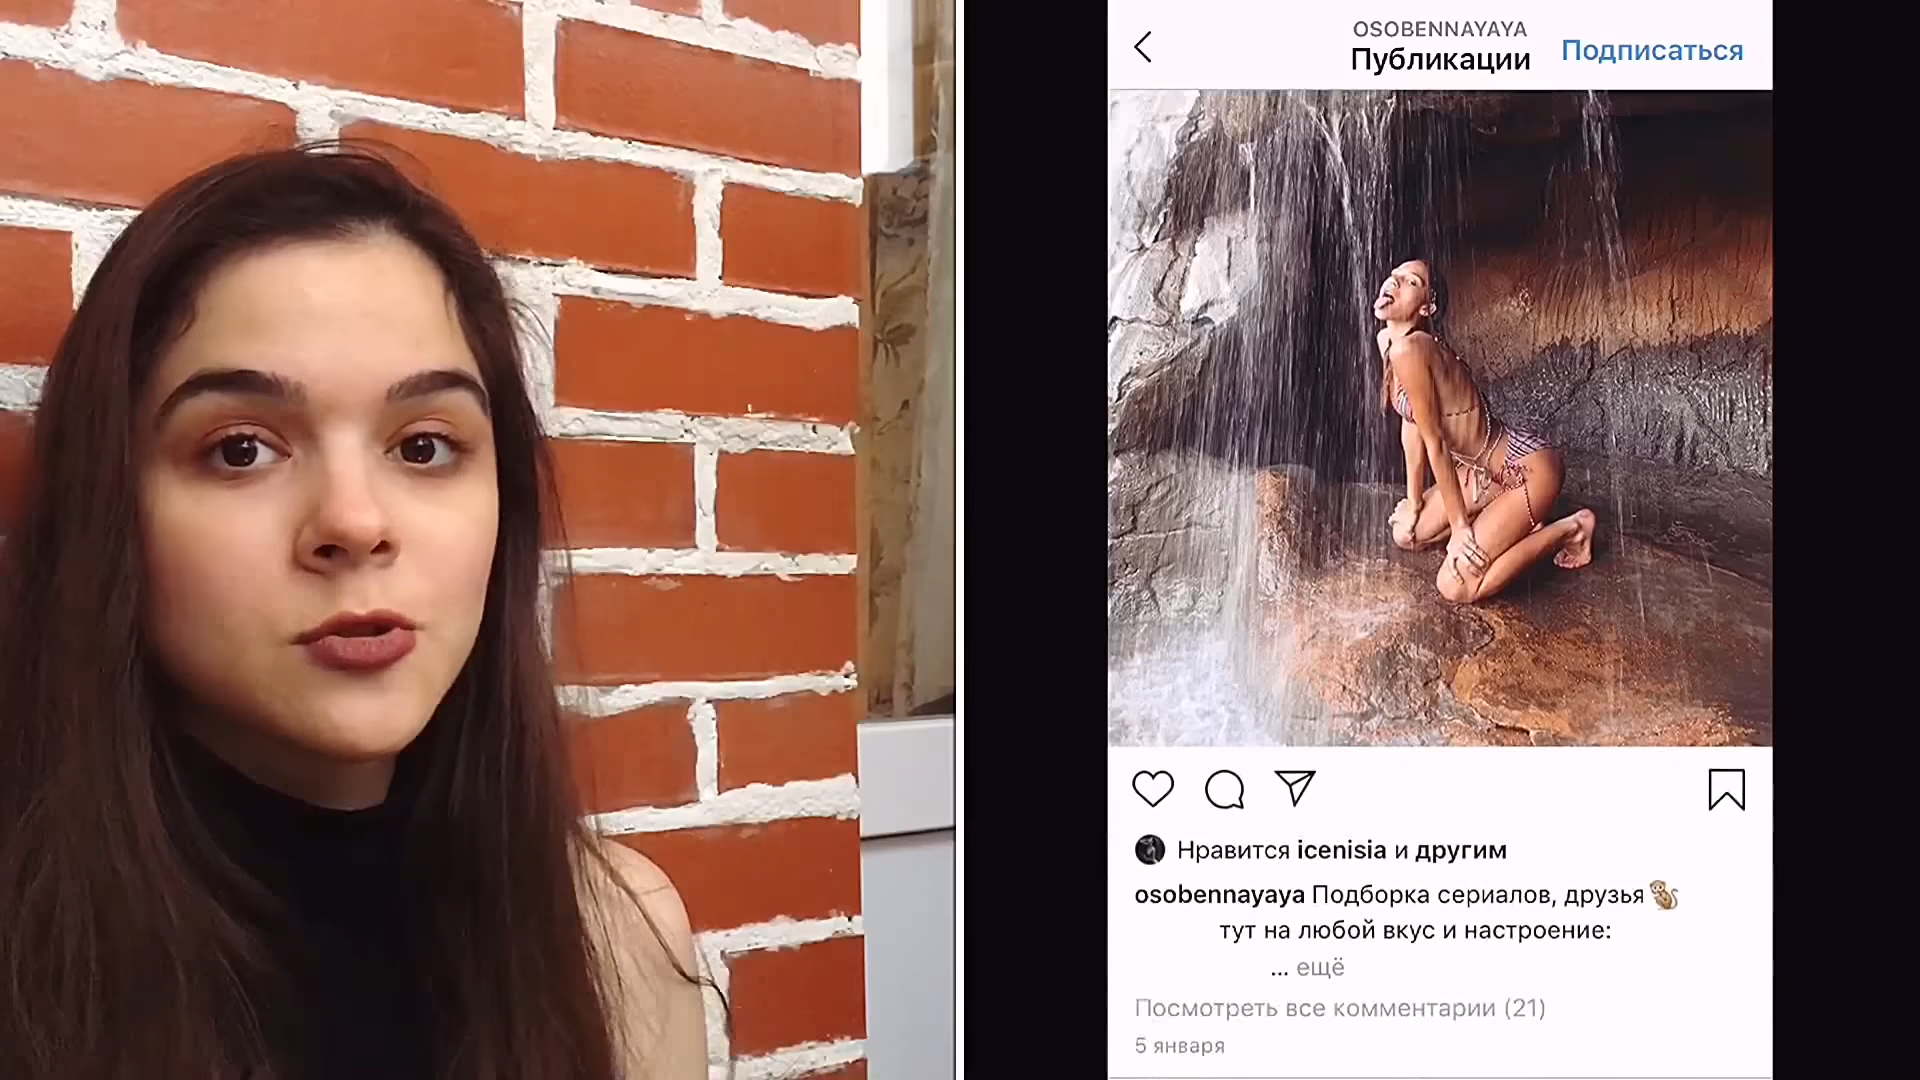 OSOBENNAYAYA
Публикации
Подписаться
Нравится icenisia и другим
osobennayaya Подборка сериалов, друзья🐒
тут на любой вкус и настроение:
... ещё
Посмотреть все комментарии (21)
5 января